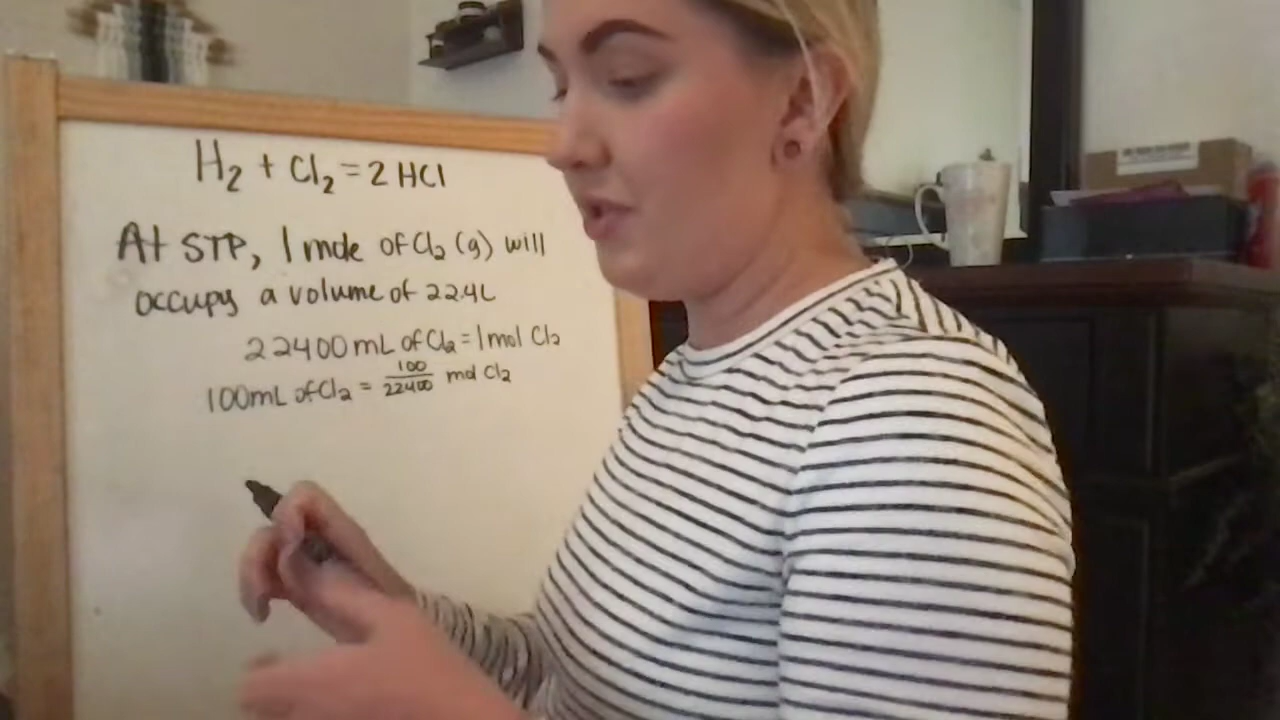 H₂ + Cl₂ = 2 HCl
At STP, 1 mole of Cl₂ (g) will
occupy a volume of 22.4L
22400 mL of Cl₂ = 1 mol Cl₂
100mL of Cl₂ = 100/22400 mol Cl₂